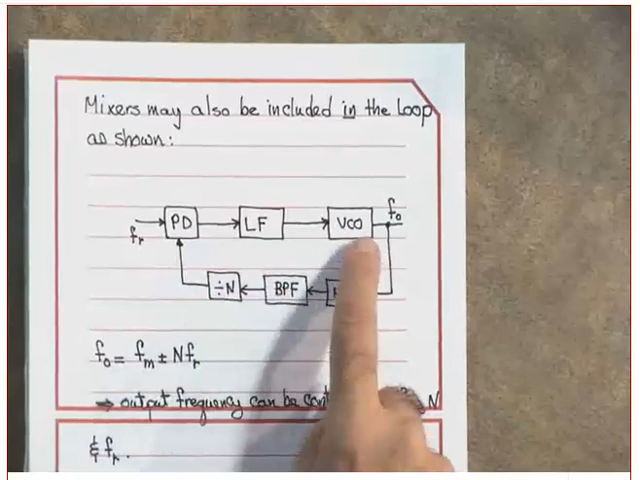 Mixers may also be included in the loop
as shown:
fo
PD LF VCO
fr
÷N BPF
fo = fm ± Nfr
⇒ output frequency can be N
& fr.